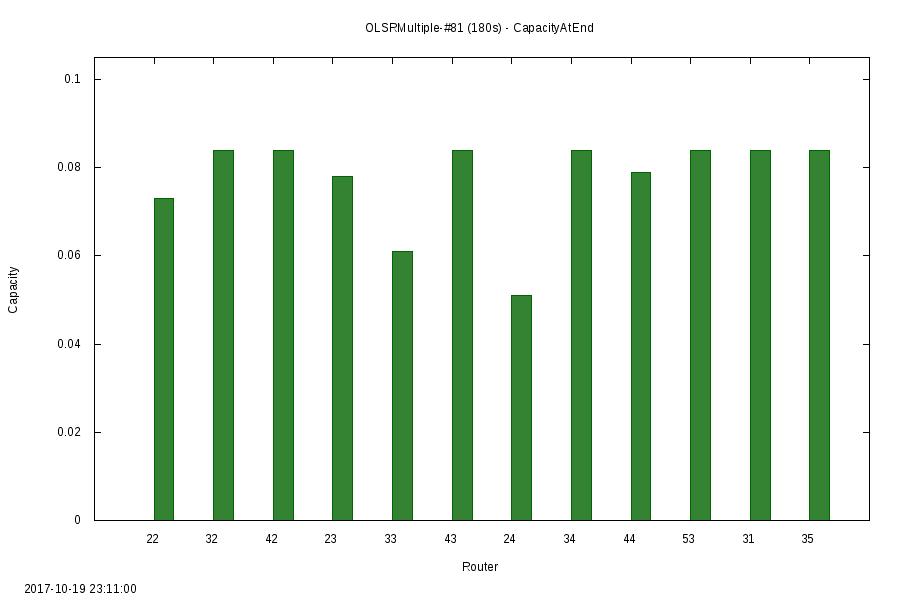 OLSRMultiple-#81 (180s) - CapacityAtEnd
0.1
0.08
0.06
0.04
0.02
0
Capacity
22 32 42 23 33 43 24 34 44 53 31 35
Router
2017-10-19 23:11:00